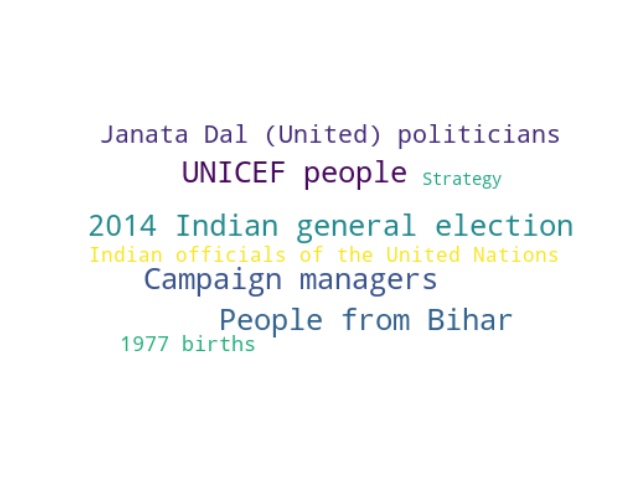 Janata Dal (United) politicians
UNICEF people Strategy
2014 Indian general election
Indian officials of the United Nations
Campaign managers
People from Bihar
1977 births